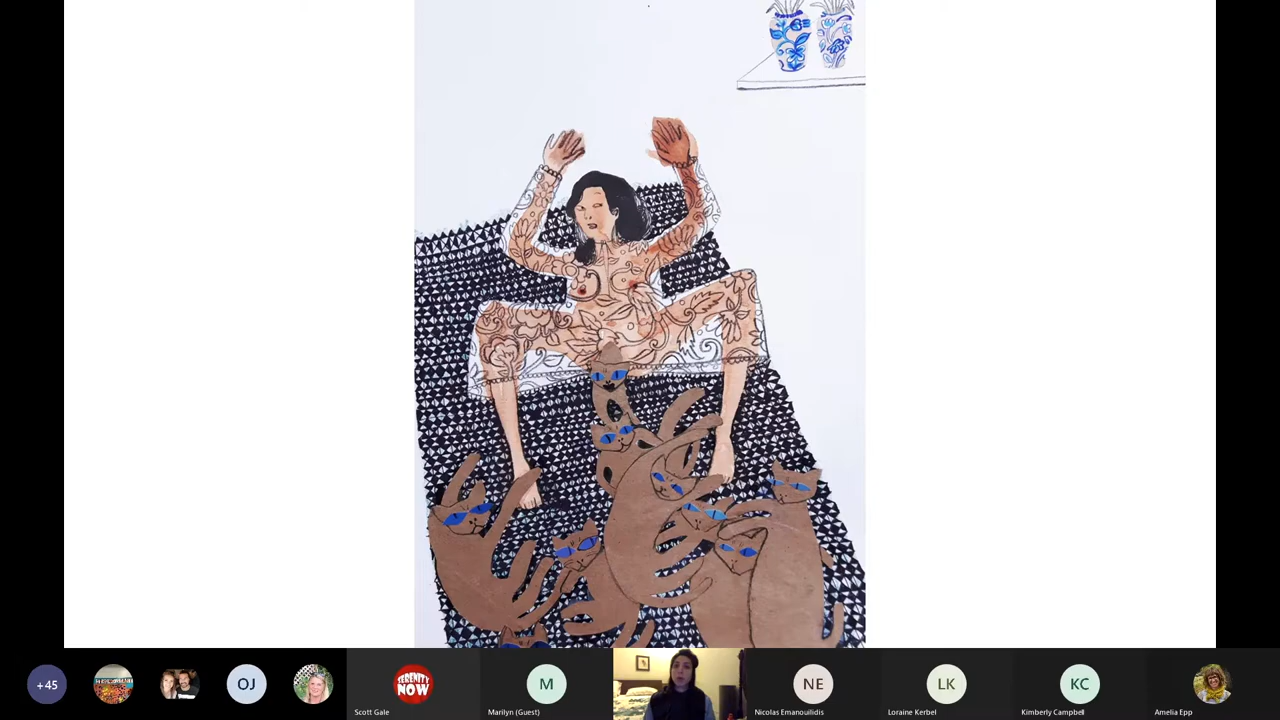 +45
OJ
SERENITY
NOW
Scott Gale
M
Marilyn (Guest)
NE
Nicolas Emanouilidis
LK
Loraine Kerbel
KC
Kimberly Campbell
Amelia Epp